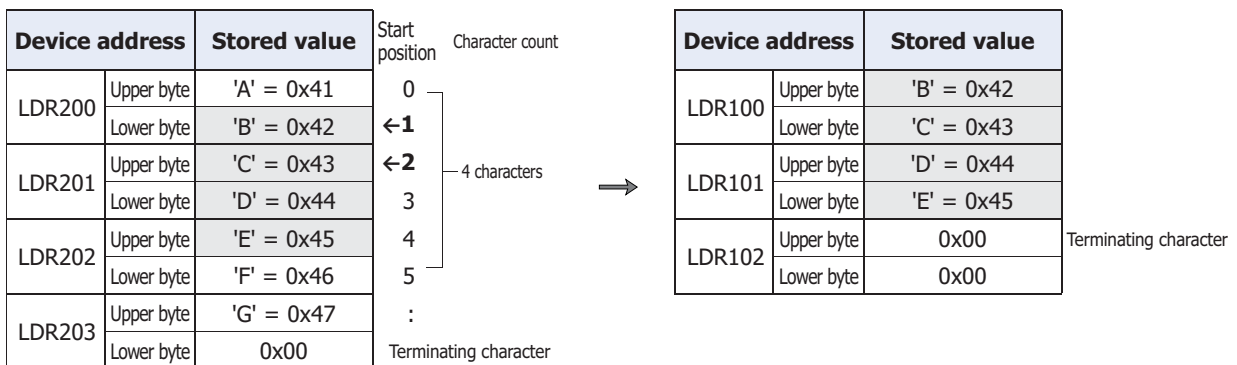 Device address Stored value Start position Character count
LDR200 Upper byte 'A' = 0x41 0
Lower byte 'B' = 0x42 ←1
LDR201 Upper byte 'C' = 0x43 ←2
Lower byte 'D' = 0x44 3
LDR202 Upper byte 'E' = 0x45 4
Lower byte 'F' = 0x46 5
LDR203 Upper byte 'G' = 0x47 :
Lower byte 0x00 Terminating character
4 characters
Device address Stored value
LDR100 Upper byte 'B' = 0x42
Lower byte 'C' = 0x43
LDR101 Upper byte 'D' = 0x44
Lower byte 'E' = 0x45
LDR102 Upper byte 0x00 Terminating character
Lower byte 0x00